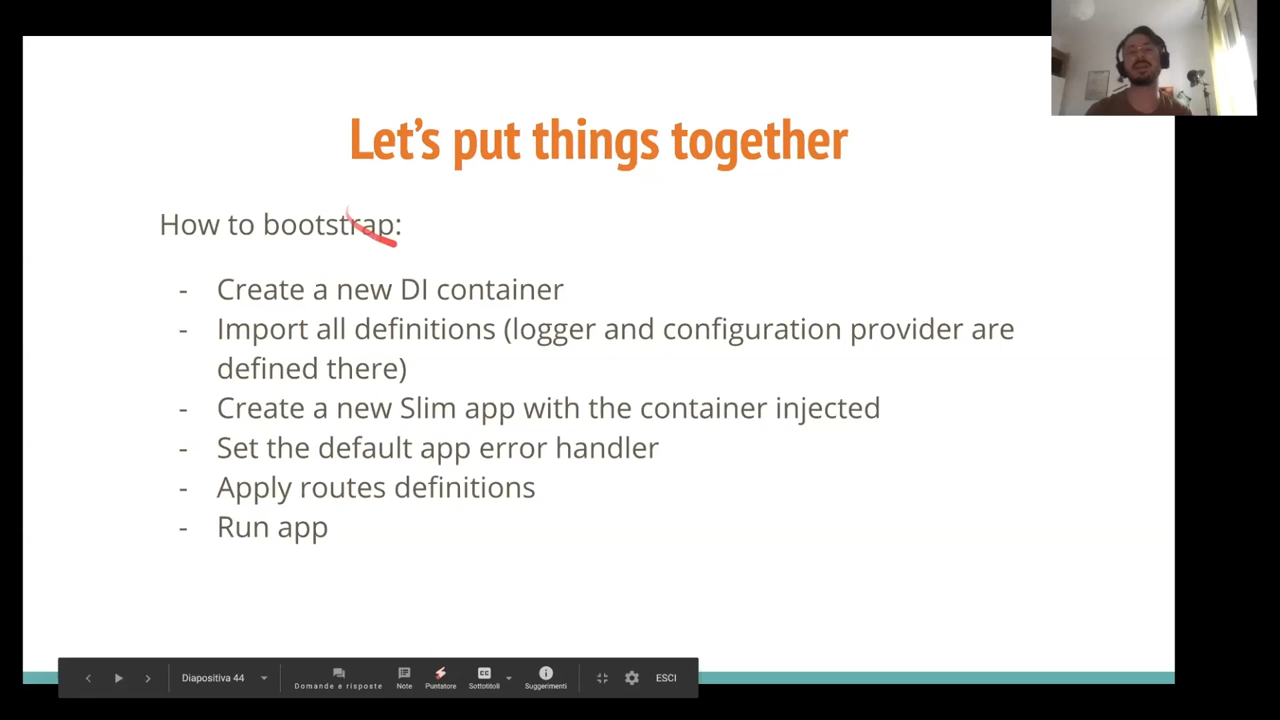 Let's put things together
How to bootstrap:
- Create a new DI container
- Import all definitions (logger and configuration provider are
defined there)
- Create a new Slim app with the container injected
- Set the default app error handler
- Apply routes definitions
- Run app
Diapositiva 44
Domande e risposte
Note
Puntatore
CC
Sottotitoli
Suggerimenti
ESCI